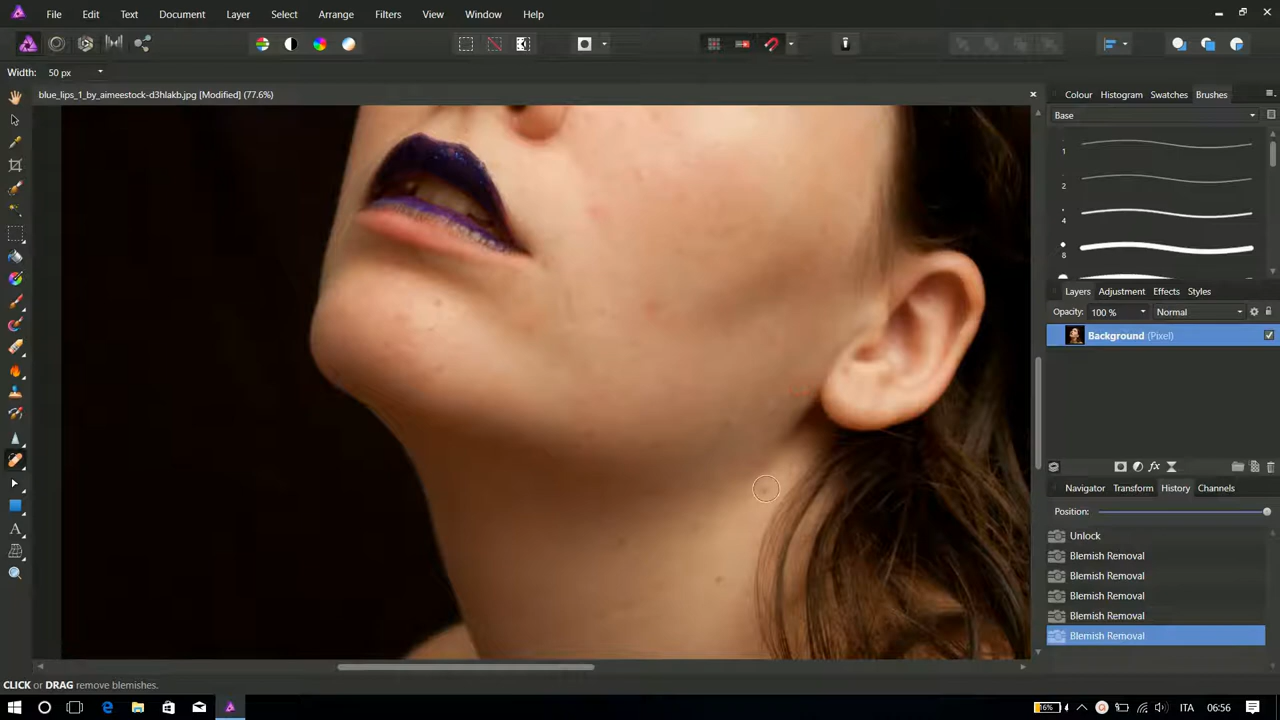 File Edit Text Document Layer Select Arrange Filters View Window Help
Width: 50 px
blue_lips_1_by_aimeestock-d3hlakb.jpg [Modified] (77.6%)
Colour Histogram Swatches Brushes
Base
1
2
4
8
Layers Adjustment Effects Styles
Opacity: 100 % Normal
Background (Pixel)
Navigator Transform History Channels
Position:
Unlock
Blemish Removal
Blemish Removal
Blemish Removal
Blemish Removal
Blemish Removal
CLICK or DRAG remove blemishes.
16% ITA 06:56